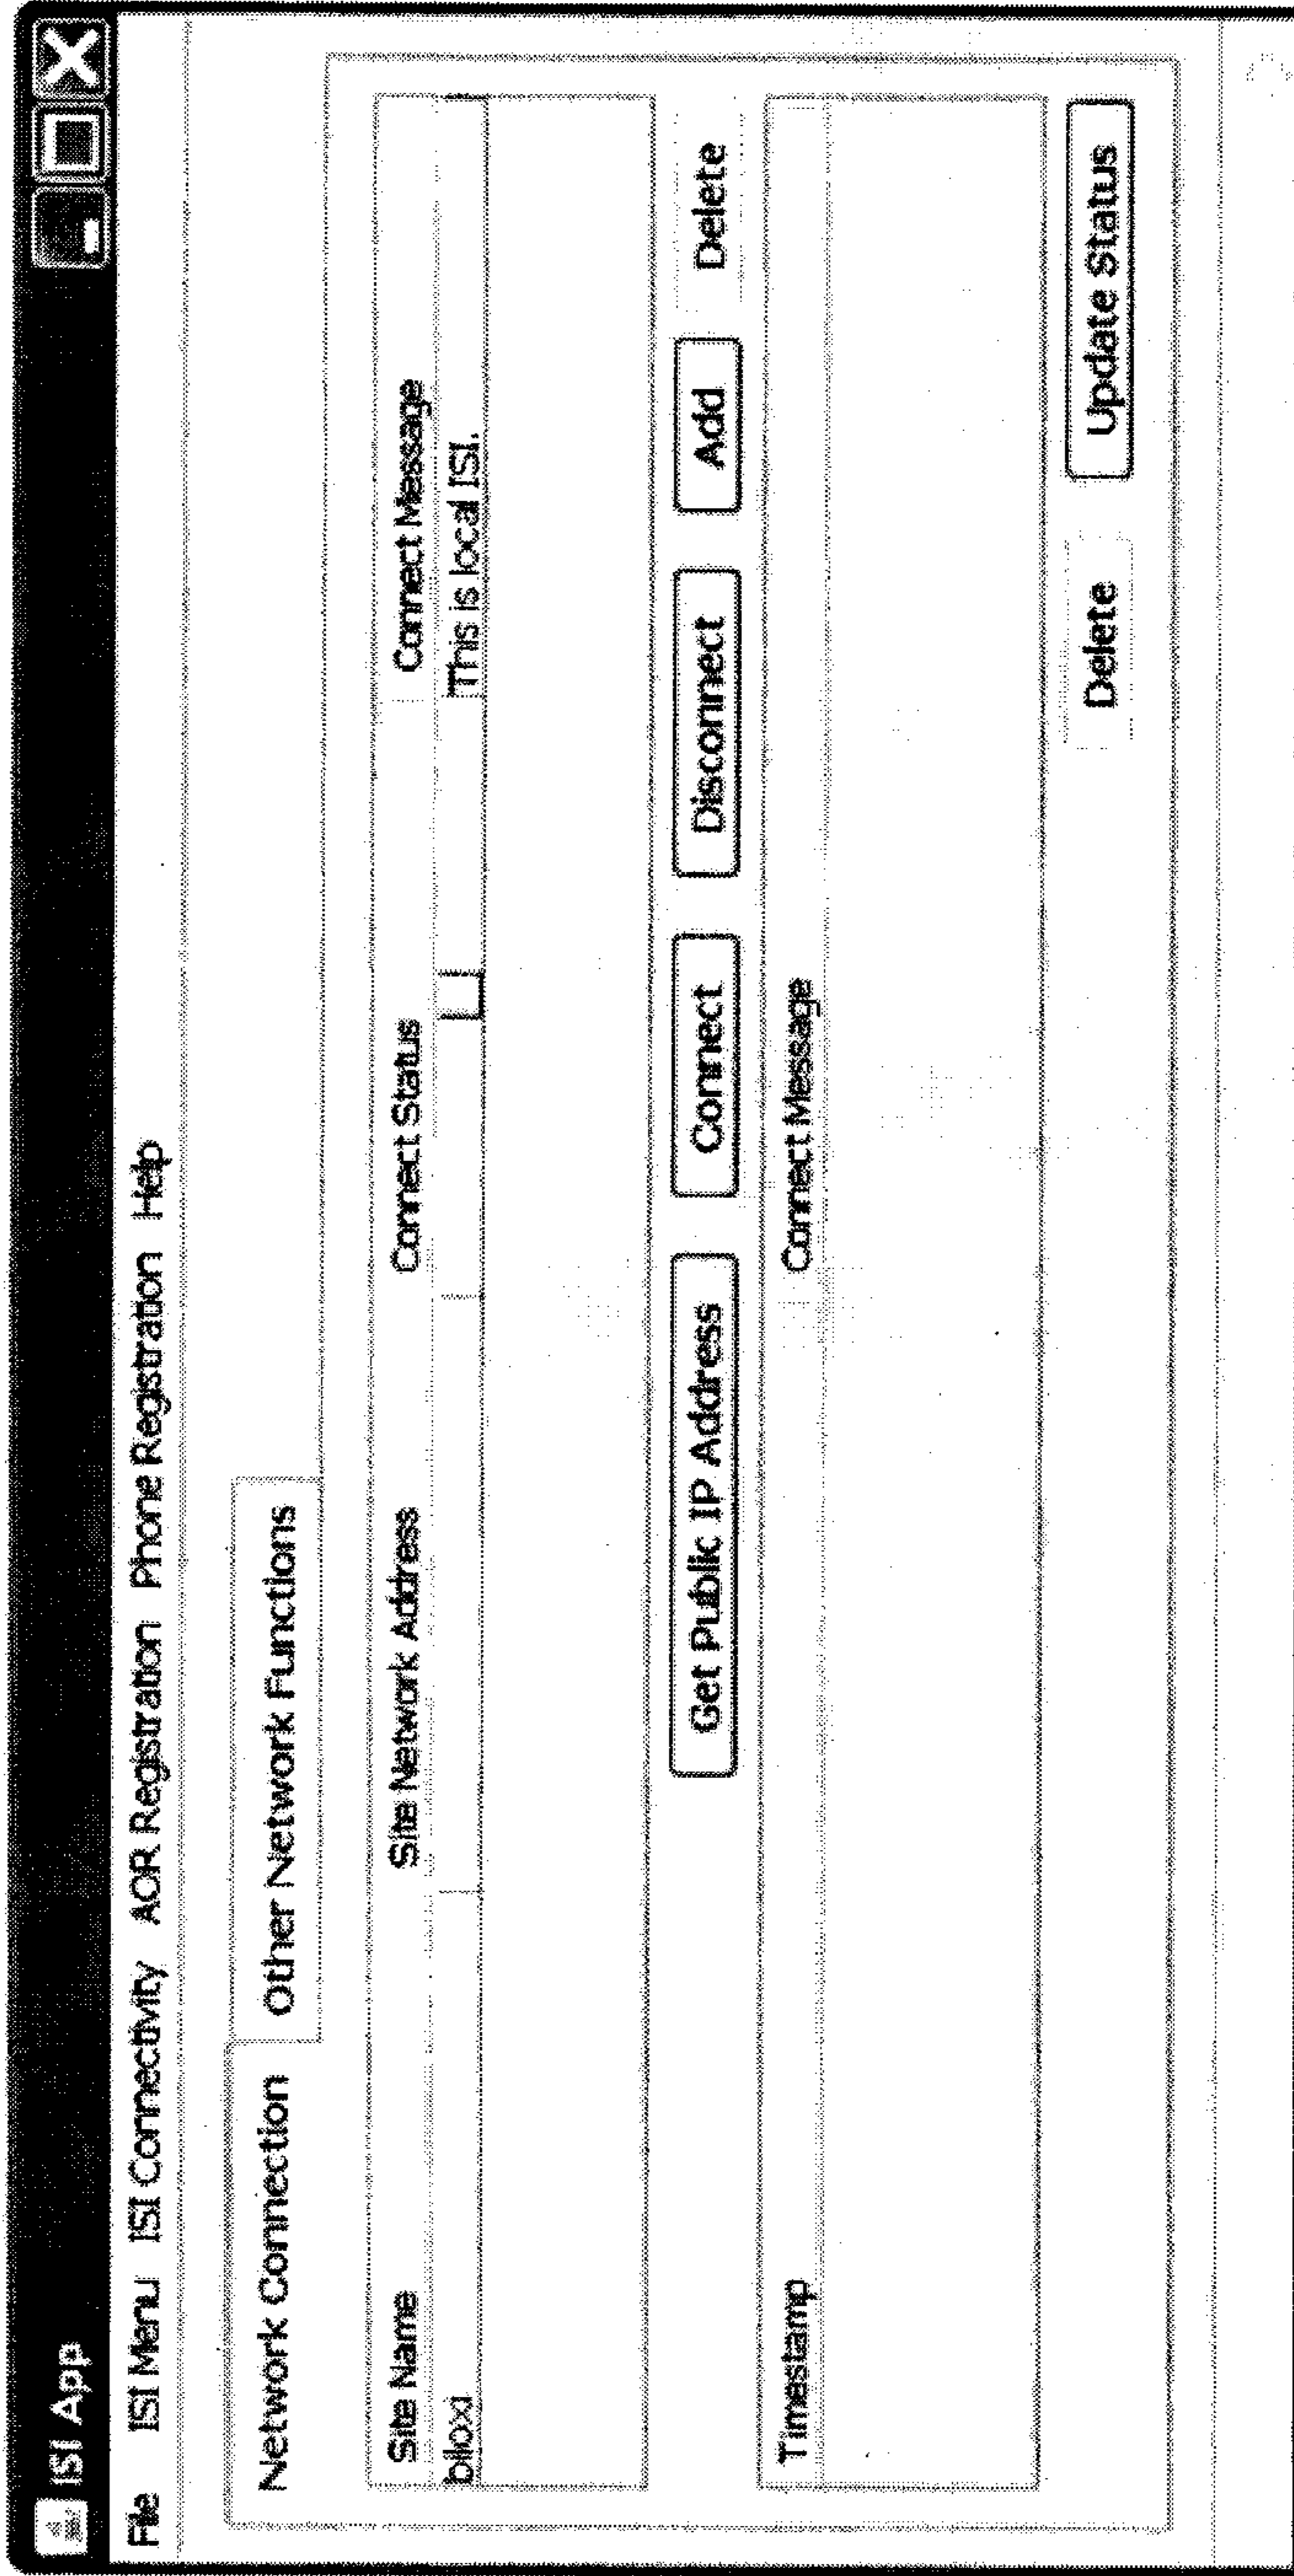 ISI App
File ISI Menu ISI Connectivity AOR Registration Phone Registration Help
Network Connection Other Network Functions
Site Name Site Network Address Connect Status Connect Message
biloxi This is local ISI.
Get Public IP Address Connect Disconnect Add Delete
Timestamp Connect Message
Delete Update Status